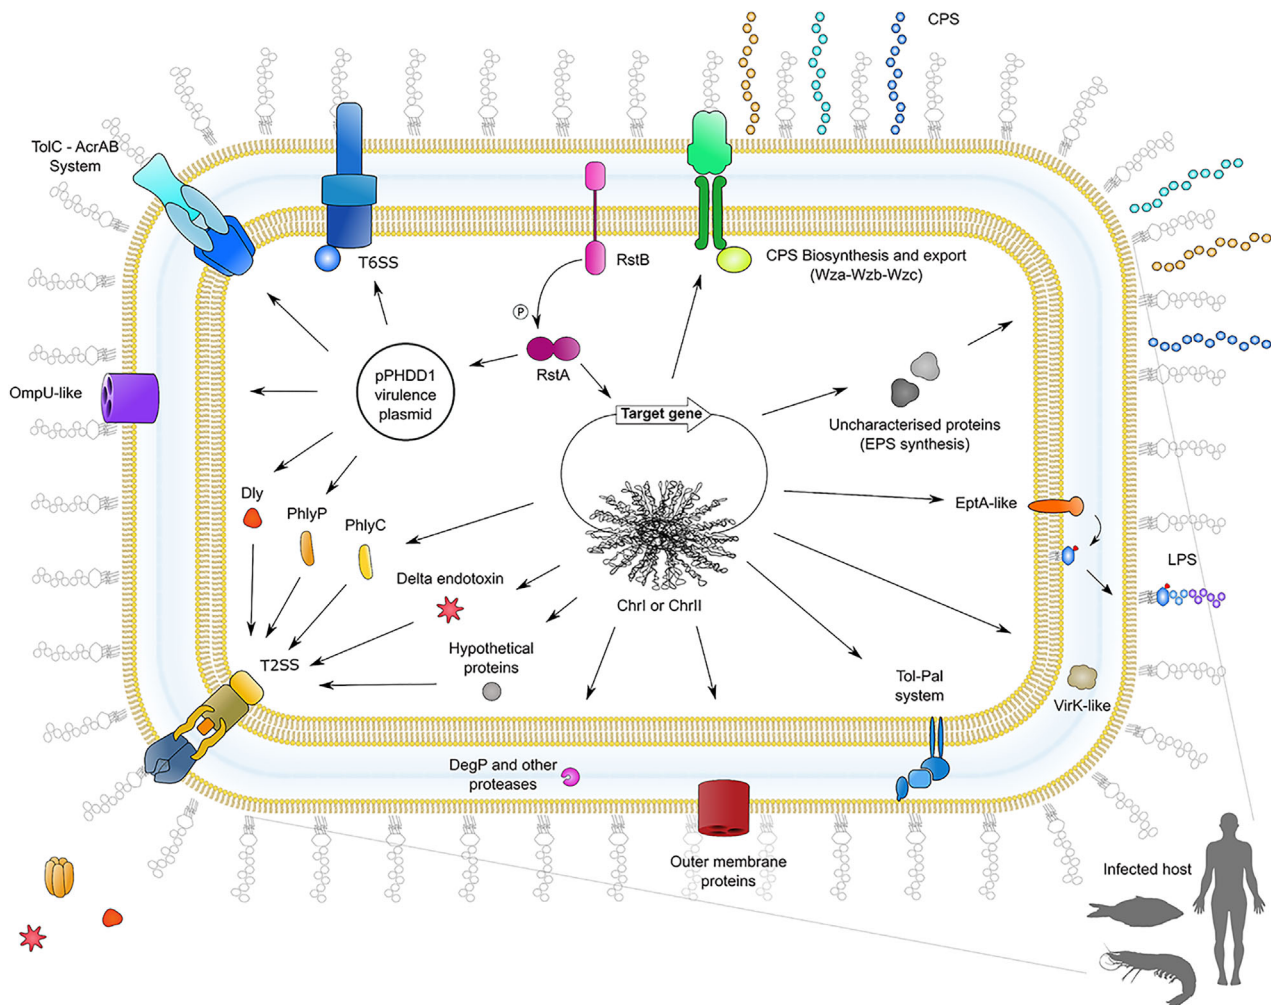 CPS
TolC - AcrAB
System
T6SS
RstB
CPS Biosynthesis and export
(Wza-Wzb-Wzc)
P
RstA
pPHDD1
virulence
plasmid
OmpU-like
Target gene
Uncharacterised proteins
(EPS synthesis)
Dly
PhlyP
PhlyC
EptA-like
LPS
Delta endotoxin
ChrI or ChrII
Hypothetical
proteins
T2SS
Tol-Pal
system
VirK-like
DegP and other
proteases
Outer membrane
proteins
Infected host